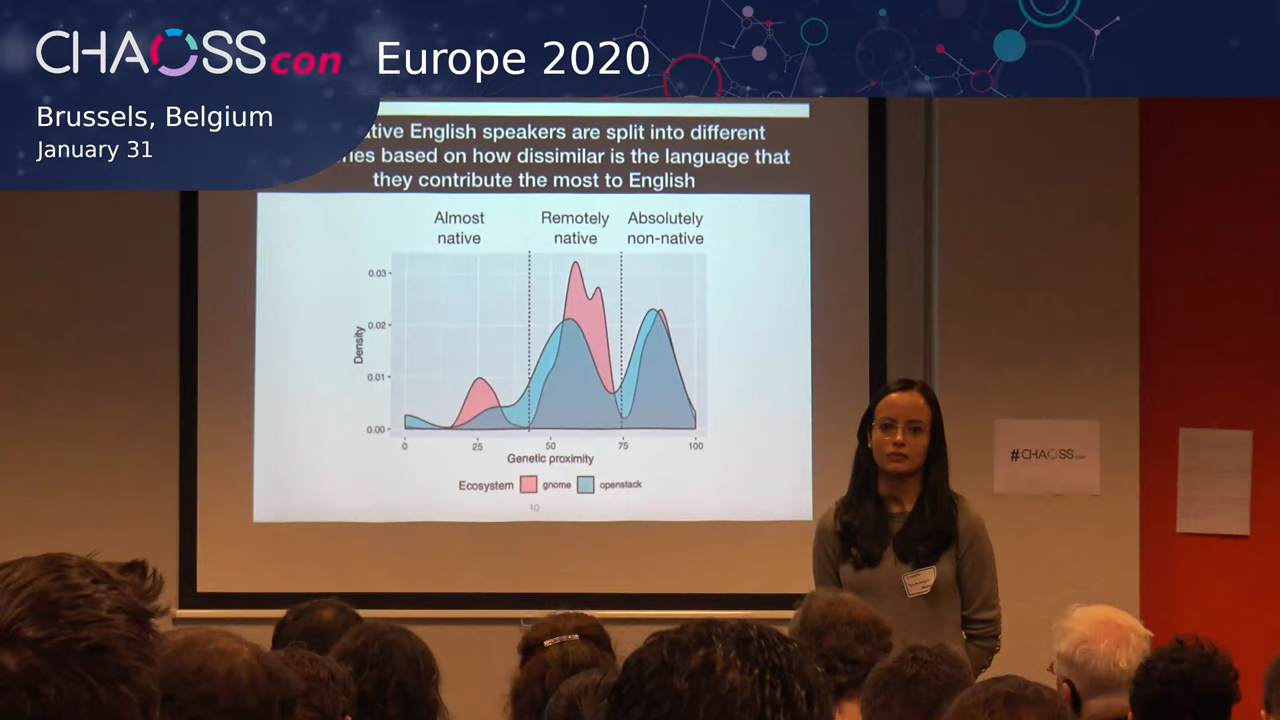 CHAOSScon
Europe 2020
Brussels, Belgium
January 31
tive English speakers are split into different
ries based on how dissimilar is the language that
they contribute the most to English
Almost
native
Remotely
native
Absolutely
non-native
Density
0.03
0.02
0.01
0.00
0 25 50 75 100
Genetic proximity
Ecosystem gnome openstack
10
#CHAOSS